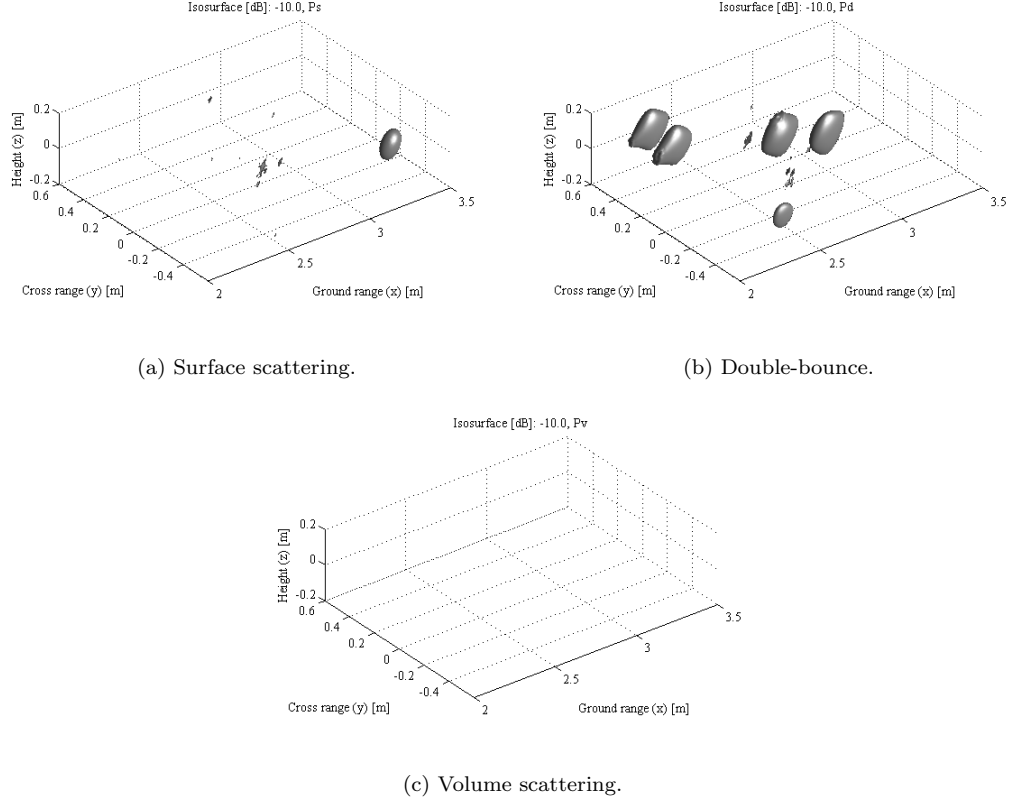 Isosurface [dB]: -10.0, Ps
Isosurface [dB]: -10.0, Pd
0.2
0
-0.2
Height (z) [m]
0.6
0.4
0.2
0
-0.2
-0.4
2
2.5
3
3.5
Cross range (y) [m]
Ground range (x) [m]
0.2
0
-0.2
Height (z) [m]
0.6
0.4
0.2
0
-0.2
-0.4
2
2.5
3
3.5
Cross range (y) [m]
Ground range (x) [m]
(a) Surface scattering.
(b) Double-bounce.
Isosurface [dB]: -10.0, Pv
0.2
0
-0.2
Height (z) [m]
0.6
0.4
0.2
0
-0.2
-0.4
2
2.5
3
3.5
Cross range (y) [m]
Ground range (x) [m]
(c) Volume scattering.